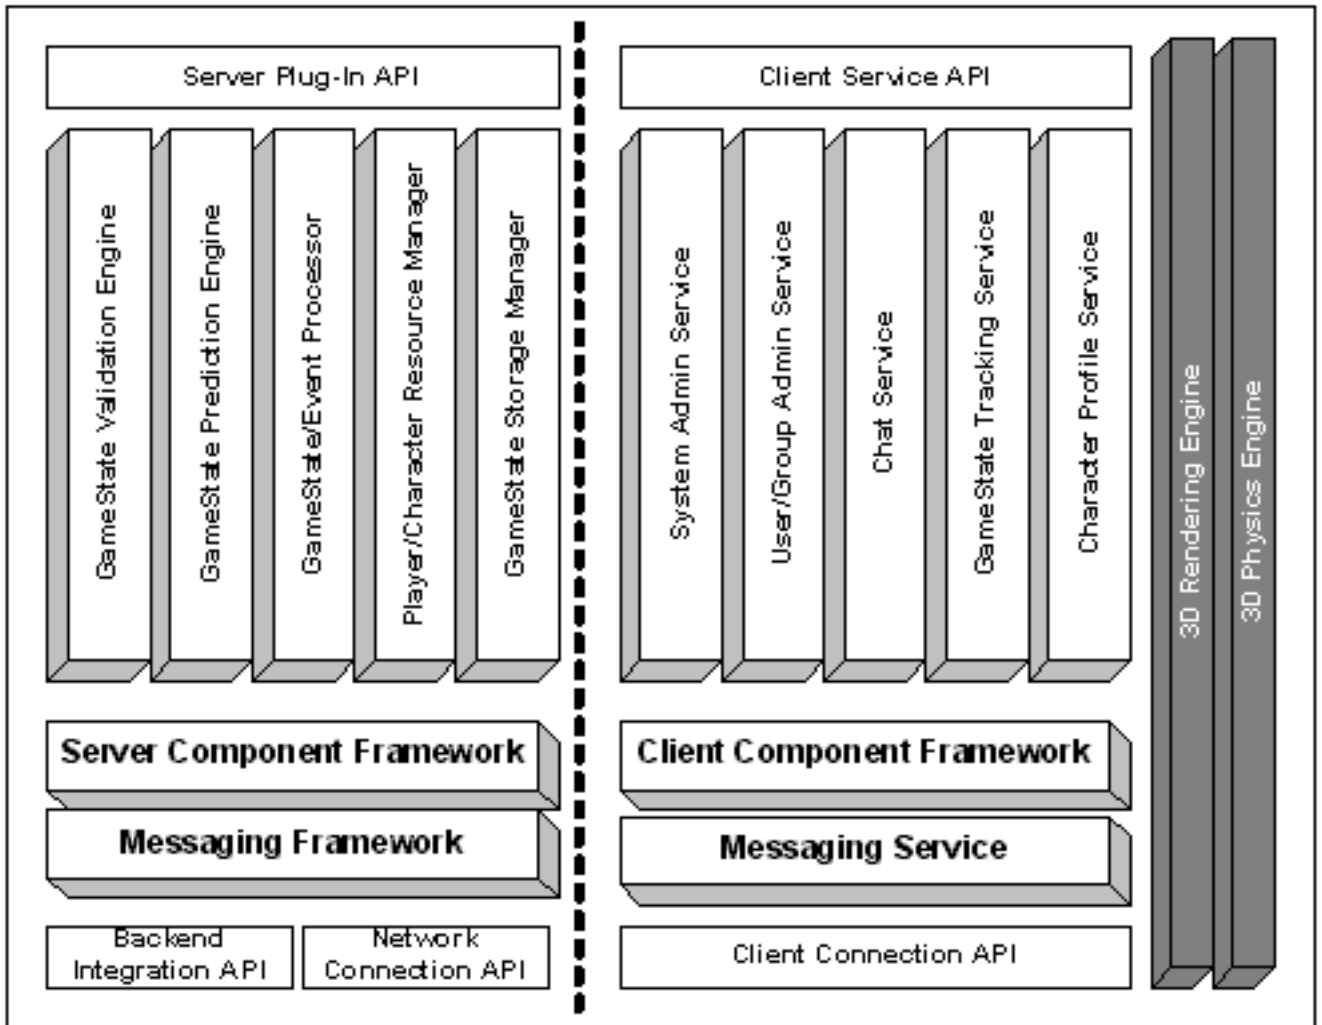 Server Plug-In API
GameState Validation Engine
GameState Prediction Engine
GameState/Event Processor
Player/Character Resource Manager
GameState Storage Manager
Server Component Framework
Messaging Framework
Backend
Integration API
Network
Connection API
Client Service API
System Admin Service
User/Group Admin Service
Chat Service
GameState Tracking Service
Character Profile Service
Client Component Framework
Messaging Service
Client Connection API
3D Rendering Engine
3D Physics Engine